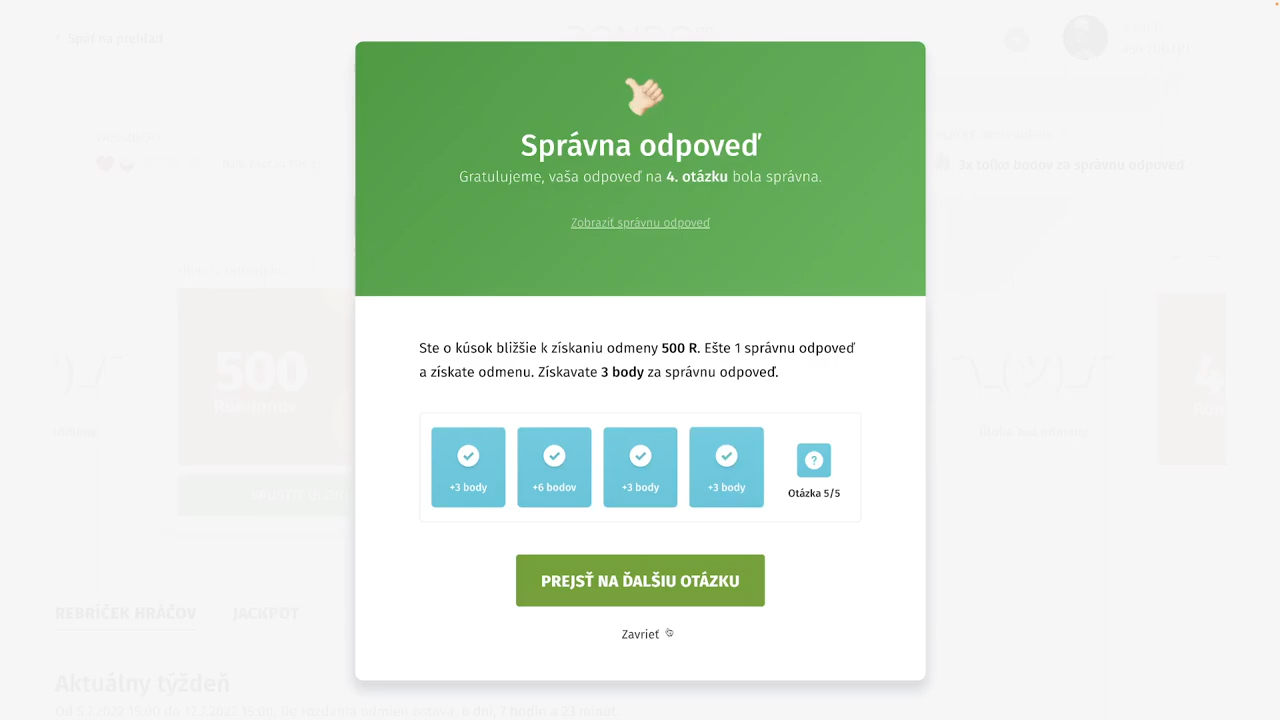 Späť na prehľad
Správna odpoveď
Gratulujeme, vaša odpoveď na 4. otázku bola správna.
3x toľko bodov za správnu odpoveď
Zobraziť správnu odpoveď
500
Ste o kúsok bližšie k získaniu odmeny 500 R. Ešte 1 správnu odpoveď
a získate odmenu. Získavate 3 body za správnu odpoveď.
+3 body
+6 bodov
+3 body
+3 body
Otázka 5/5
PREJSŤ NA ĎALŠIU OTÁZKU
Zavrieť
REBRÍČEK HRÁČOV
JACKPOT
Aktuálny týždeň